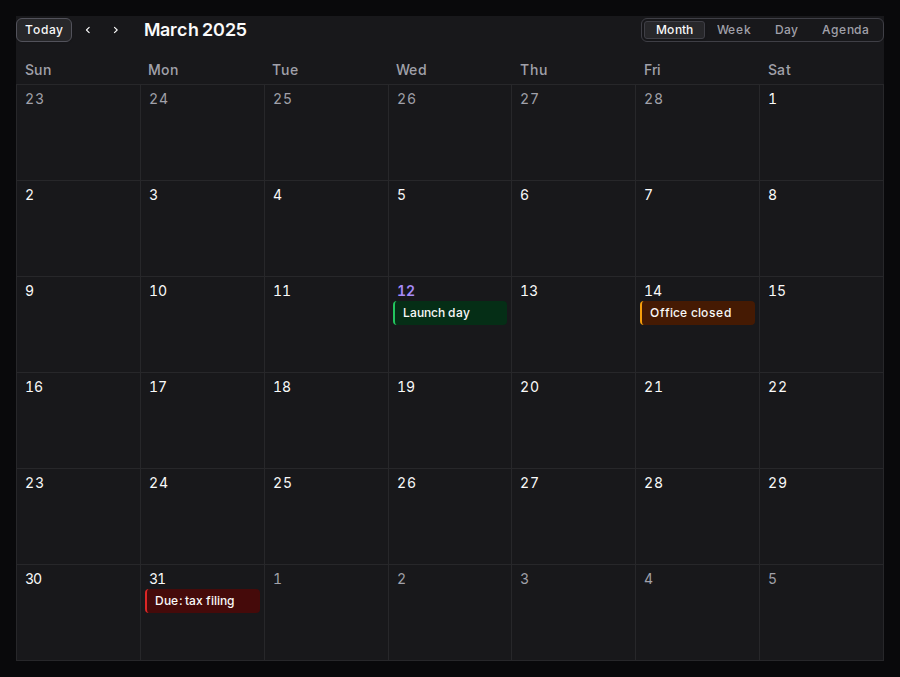 Today ‹ › March 2025 Month Week Day Agenda
Sun Mon Tue Wed Thu Fri Sat
23 24 25 26 27 28 1
2 3 4 5 6 7 8
9 10 11 12 13 14 15
Launch day Office closed
16 17 18 19 20 21 22
23 24 25 26 27 28 29
30 31 1 2 3 4 5
Due: tax filing